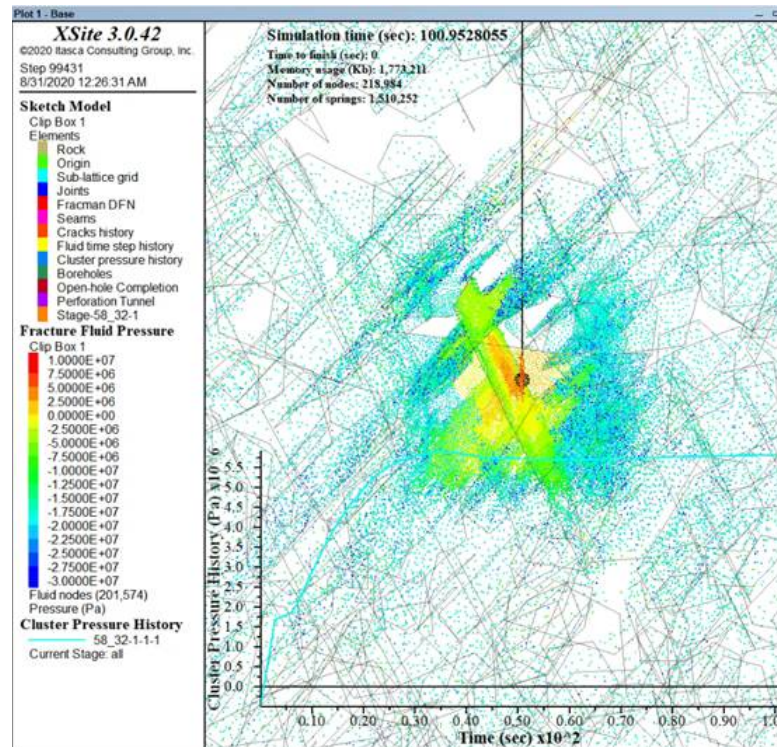 Plot 1 - Base
XSite 3.0.42
©2020 Itasca Consulting Group, Inc.
Step 99431
8/31/2020 12:26:31 AM
Sketch Model
Clip Box 1
Elements
Rock
Origin
Sub-lattice grid
Joints
Fracman DFN
Seams
Cracks history
Fluid time step history
Cluster pressure history
Boreholes
Open-hole Completion
Perforation Tunnel
Stage-58_32-1
Fracture Fluid Pressure
Clip Box 1
1.0000E+07
7.5000E+06
5.0000E+06
2.5000E+06
0.0000E+00
-2.5000E+06
-5.0000E+06
-7.5000E+06
-1.0000E+07
-1.2500E+07
-1.5000E+07
-1.7500E+07
-2.0000E+07
-2.2500E+07
-2.5000E+07
-2.7500E+07
-3.0000E+07
Fluid nodes (201,574)
Pressure (Pa)
Cluster Pressure History
58_32-1-1-1
Current Stage: all
Simulation time (sec): 100.9528055
Time to finish (sec): 0
Memory usage (Kb): 1,773,211
Number of nodes: 218,984
Number of springs: 1,510,252
Cluster Pressure History (Pa) x10^6
5.5
5.0
4.5
4.0
3.5
3.0
2.5
2.0
1.5
1.0
0.5
0.0
0.10 0.20 0.30 0.40 0.50 0.60 0.70 0.80 0.90 1.0
Time (sec) x10^2